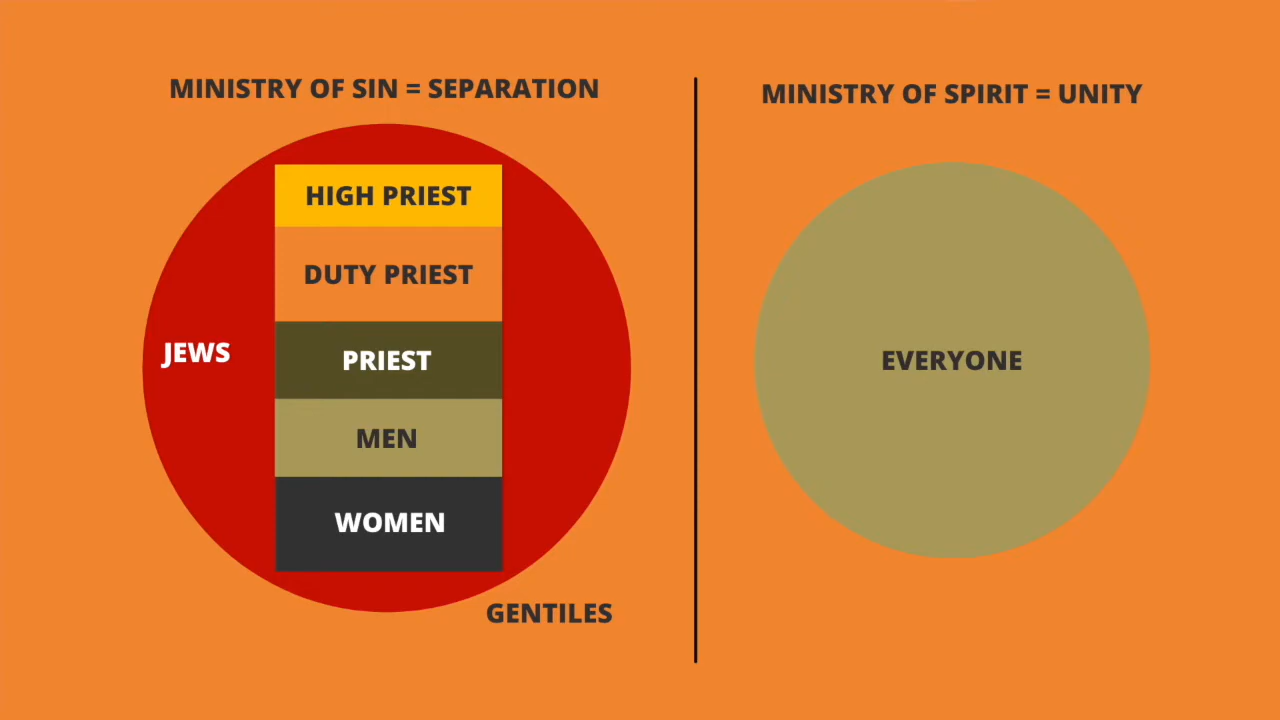 MINISTRY OF SIN = SEPARATION
HIGH PRIEST
DUTY PRIEST
JEWS
PRIEST
MEN
WOMEN
GENTILES
MINISTRY OF SPIRIT = UNITY
EVERYONE